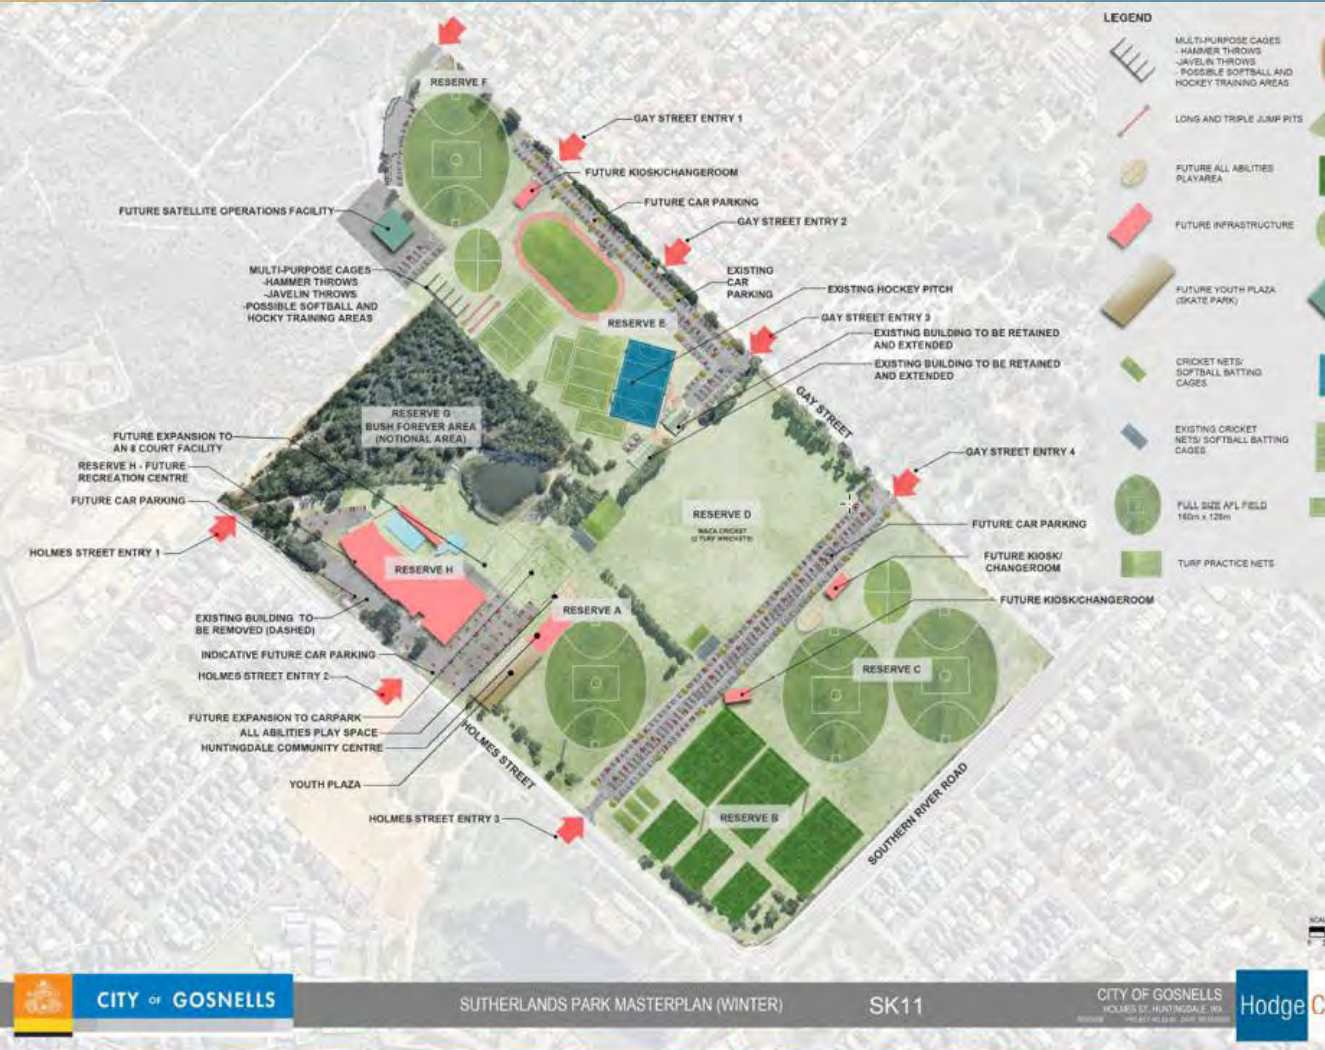 LEGEND
MULTI-PURPOSE CAGES
- HAMMER THROWS
-JAVELIN THROWS
- POSSIBLE SOFTBALL AND
HOCKEY TRAINING AREAS
LONG AND TRIPLE JUMP PITS
FUTURE ALL ABILITIES
PLAYAREA
FUTURE INFRASTRUCTURE
FUTURE YOUTH PLAZA
(SKATE PARK)
CRICKET NETS/
SOFTBALL BATTING
CAGES
EXISTING CRICKET
NETS/ SOFTBALL BATTING
CAGES
FULL SIZE AFL FIELD
160m x 128m
TURF PRACTICE NETS
RESERVE F
GAY STREET ENTRY 1
FUTURE KIOSK/CHANGEROOM
FUTURE CAR PARKING
FUTURE SATELLITE OPERATIONS FACILITY
GAY STREET ENTRY 2
MULTI-PURPOSE CAGES
-HAMMER THROWS
-JAVELIN THROWS
-POSSIBLE SOFTBALL AND
HOCKY TRAINING AREAS
EXISTING
CAR
PARKING
EXISTING HOCKEY PITCH
RESERVE E
GAY STREET ENTRY 3
EXISTING BUILDING TO BE RETAINED
AND EXTENDED
EXISTING BUILDING TO BE RETAINED
AND EXTENDED
GAY STREET
RESERVE G
BUSH FOREVER AREA
(NOTIONAL AREA)
FUTURE EXPANSION TO
AN 8 COURT FACILITY
RESERVE H - FUTURE
RECREATION CENTRE
FUTURE CAR PARKING
HOLMES STREET ENTRY 1
GAY STREET ENTRY 4
RESERVE D
WACA CRICKET
(2 TURF WICKETS)
FUTURE CAR PARKING
FUTURE KIOSK/
CHANGEROOM
FUTURE KIOSK/CHANGEROOM
RESERVE H
RESERVE A
EXISTING BUILDING TO
BE REMOVED (DASHED)
INDICATIVE FUTURE CAR PARKING
HOLMES STREET ENTRY 2
RESERVE C
FUTURE EXPANSION TO CARPARK
ALL ABILITIES PLAY SPACE
HUNTINGDALE COMMUNITY CENTRE
HOLMES STREET
YOUTH PLAZA
HOLMES STREET ENTRY 3
RESERVE B
SOUTHERN RIVER ROAD
CITY OF GOSNELLS
SUTHERLANDS PARK MASTERPLAN (WINTER)
SK11
CITY OF GOSNELLS
HOLMES ST, HUNTINGDALE, WA
Hodge C